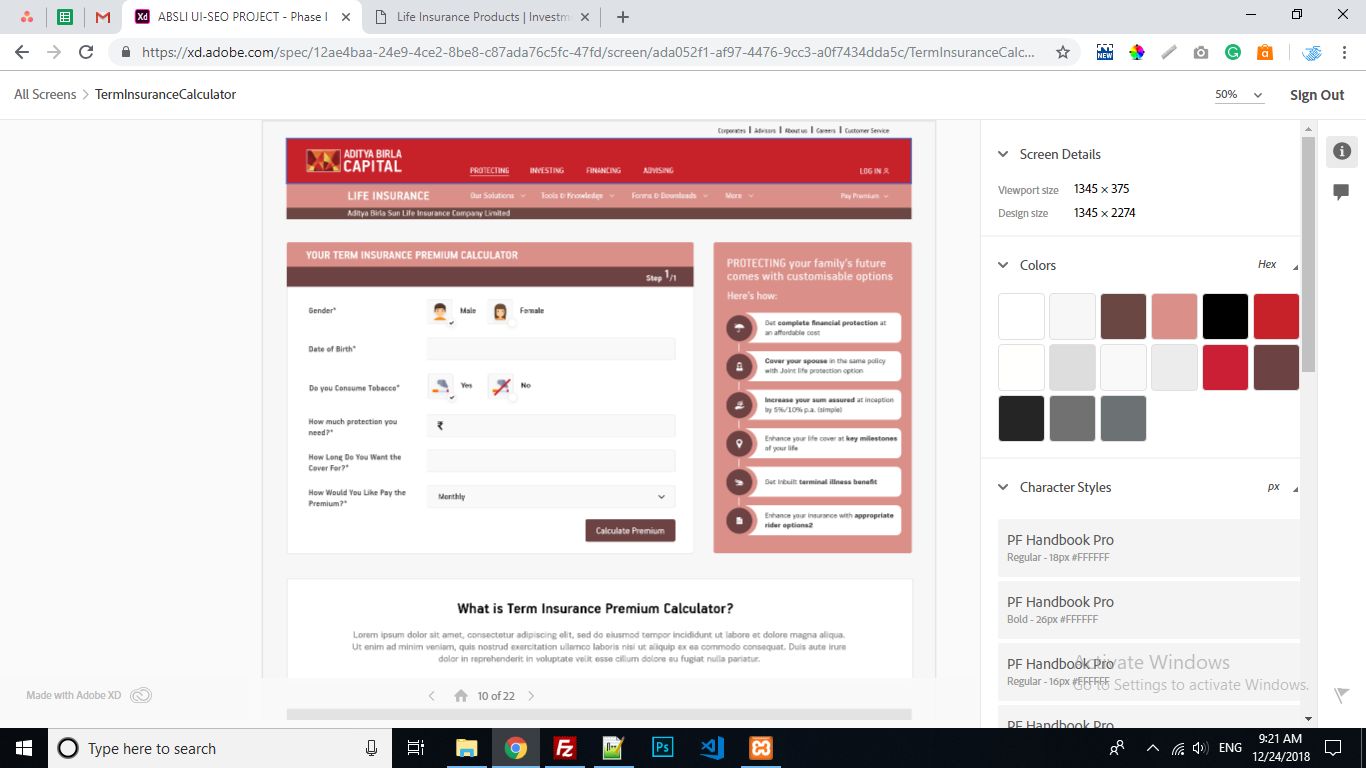 ABSLI UI-SEO PROJECT - Phase I
Life Insurance Products | Investm
https://xd.adobe.com/spec/12ae4baa-24e9-4ce2-8be8-c87ada76c5fc-47fd/screen/ada052f1-af97-4476-9cc3-a0f7434dda5c/TermInsuranceCalc...
NEW
All Screens > TermInsuranceCalculator
50%
Sign Out
Corporates | Advisors | About us | Careers | Customer Service
ADITYA BIRLA
CAPITAL
PROTECTING INVESTING FINANCING ADVISING
LOG IN
LIFE INSURANCE Our Solutions Tools & Knowledge Forms & Downloads More Pay Premium
Aditya Birla Sun Life Insurance Company Limited
YOUR TERM INSURANCE PREMIUM CALCULATOR
Step 1/1
Gender* Male Female
Date of Birth*
Do you Consume Tobacco* Yes No
How much protection you
need?* ₹
How Long Do You Want the
Cover For?*
How Would You Like Pay the
Premium?* Monthly
Calculate Premium
PROTECTING your family's future
comes with customisable options
Here's how:
Get complete financial protection at
an affordable cost
Cover your spouse in the same policy
with Joint life protection option
Increase your sum assured at inception
by 5%/10% p.a. (simple)
Enhance your life cover at key milestones
of your life
Get Inbuilt terminal illness benefit
Enhance your insurance with appropriate
rider options2
What is Term Insurance Premium Calculator?
Lorem ipsum dolor sit amet, consectetur adipiscing elit, sed do eiusmod tempor incididunt ut labore et dolore magna aliqua.
Ut enim ad minim veniam, quis nostrud exercitation ullamco laboris nisi ut aliquip ex ea commodo consequat. Duis aute irure
dolor in reprehenderit in voluptate velit esse cillum dolore eu fugiat nulla pariatur.
Made with Adobe XD
10 of 22
Screen Details
Viewport size 1345 × 375
Design size 1345 × 2274
Colors Hex
Character Styles px
PF Handbook Pro
Regular - 18px #FFFFFF
PF Handbook Pro
Bold - 26px #FFFFFF
PF Handbook Pro
Regular - 16px #FFFFFF
PF Handbook Pro
Activate Windows
Go to Settings to activate Windows.
Type here to search
ENG
9:21 AM
12/24/2018